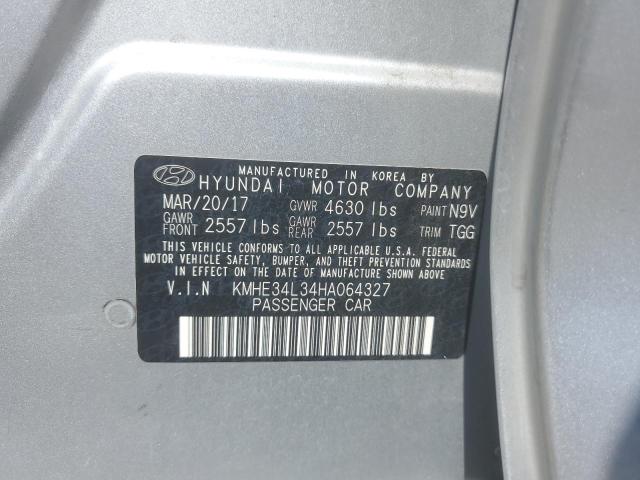 MANUFACTURED IN KOREA BY
HYUNDAI MOTOR COMPANY
MAR/20/17 GVWR 4630 lbs PAINT N9V
GAWR FRONT 2557 lbs GAWR REAR 2557 lbs TRIM TGG
THIS VEHICLE CONFORMS TO ALL APPLICABLE U.S.A. FEDERAL
MOTOR VEHICLE SAFETY, BUMPER, AND THEFT PREVENTION STANDARDS
IN EFFECT ON THE DATE OF MANUFACTURE SHOWN ABOVE.
V.I.N KMHE34L34HA064327
PASSENGER CAR